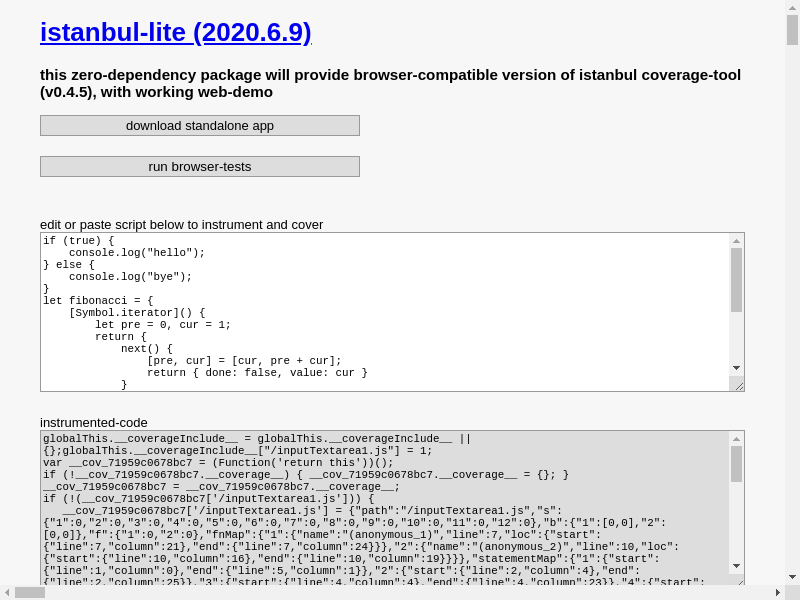 istanbul-lite (2020.6.9)
this zero-dependency package will provide browser-compatible version of istanbul coverage-tool
(v0.4.5), with working web-demo
download standalone app
run browser-tests
edit or paste script below to instrument and cover
if (true) {
    console.log("hello");
} else {
    console.log("bye");
}
let fibonacci = {
    [Symbol.iterator]() {
        let pre = 0, cur = 1;
        return {
            next() {
                [pre, cur] = [cur, pre + cur];
                return { done: false, value: cur }
            }
instrumented-code
globalThis.__coverageInclude__ = globalThis.__coverageInclude__ ||
{};globalThis.__coverageInclude__["/inputTextarea1.js"] = 1;
var __cov_71959c0678bc7 = (Function('return this'))();
if (!__cov_71959c0678bc7.__coverage__) { __cov_71959c0678bc7.__coverage__ = {}; }
__cov_71959c0678bc7 = __cov_71959c0678bc7.__coverage__;
if (!(__cov_71959c0678bc7['/inputTextarea1.js'])) {
   __cov_71959c0678bc7['/inputTextarea1.js'] = {"path":"/inputTextarea1.js","s":
{"1":0,"2":0,"3":0,"4":0,"5":0,"6":0,"7":0,"8":0,"9":0,"10":0,"11":0,"12":0},"b":{"1":[0,0],"2":
[0,0]},"f":{"1":0,"2":0},"fnMap":{"1":{"name":"(anonymous_1)","line":7,"loc":{"start":
{"line":7,"column":21},"end":{"line":7,"column":24}}},"2":{"name":"(anonymous_2)","line":10,"loc":
{"start":{"line":10,"column":16},"end":{"line":10,"column":19}}}},"statementMap":{"1":{"start":
{"line":1,"column":0},"end":{"line":5,"column":1}},"2":{"start":{"line":2,"column":4},"end":
{"line":2,"column":25}},"3":{"start":{"line":4,"column":4},"end":{"line":4,"column":23}},"4":{"start":